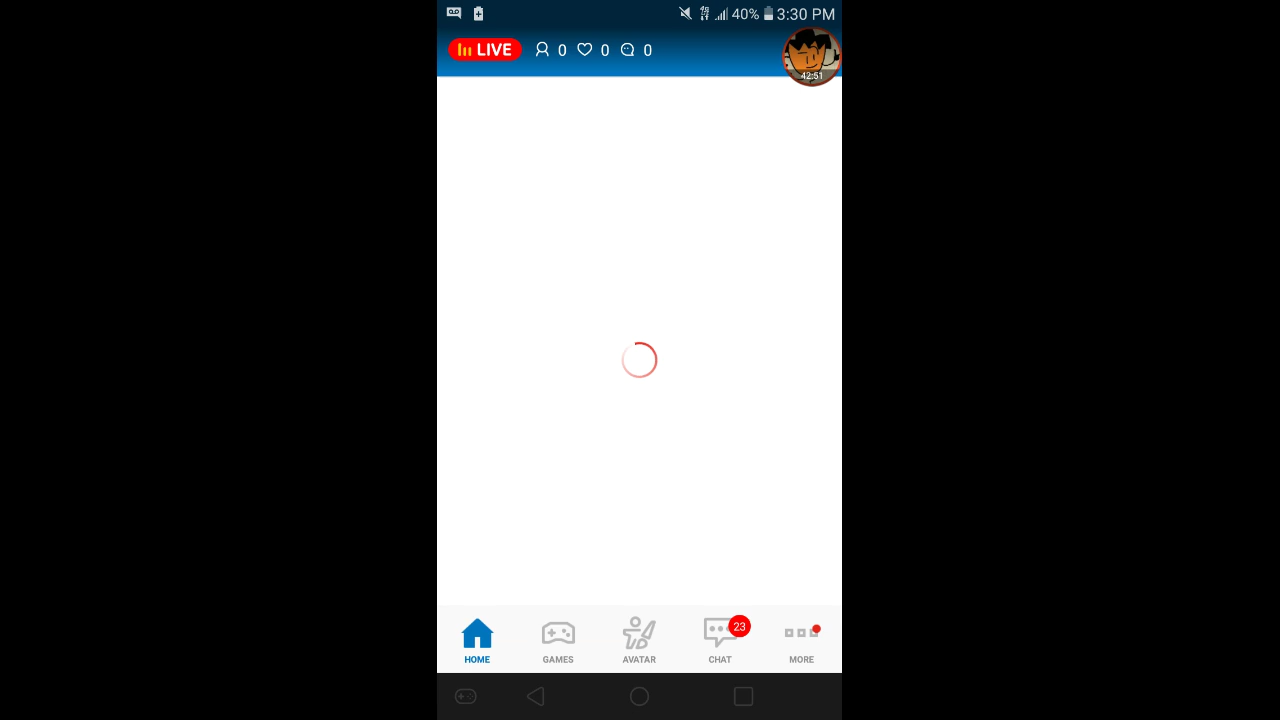 40% 3:30 PM
LIVE 0 0 0
42:51
23
HOME GAMES AVATAR CHAT MORE